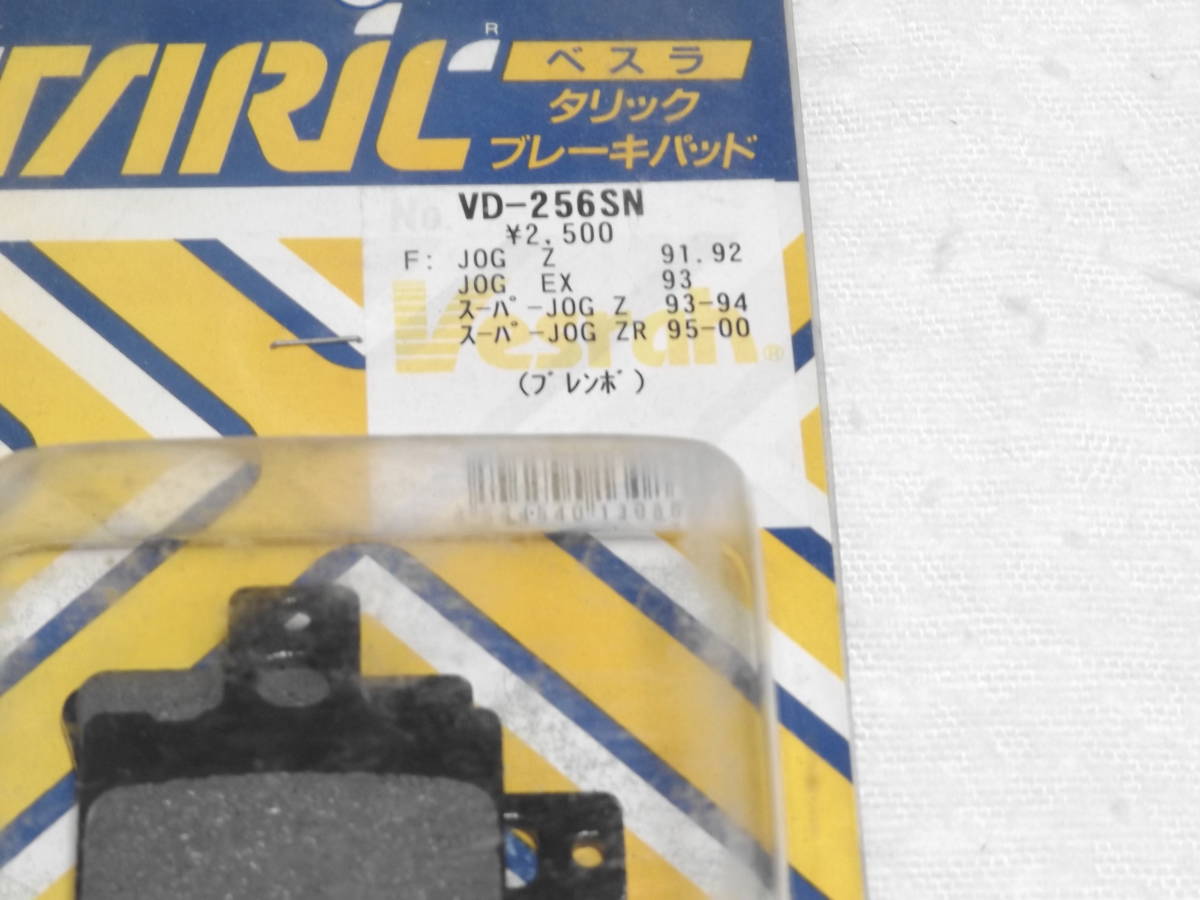 TARIC ®
ベスラ
タリック
ブレーキパッド
No.
VD-256SN
¥2,500
F: JOG Z 91.92
JOG EX 93
スーパーJOG Z 93-94
スーパーJOG ZR 95-00
Vesrah®
(ブレンボ)